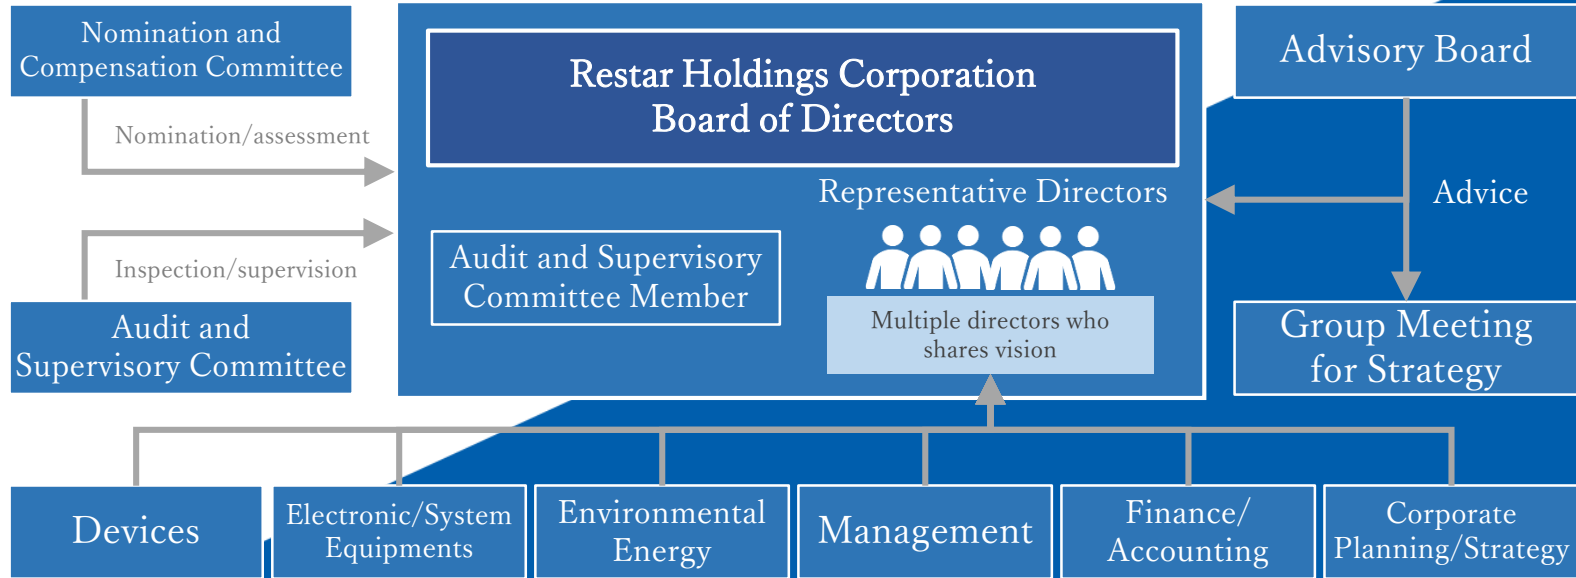 Nomination and
Compensation Committee
Nomination/assessment
Inspection/supervision
Audit and
Supervisory Committee
Restar Holdings Corporation
Board of Directors
Representative Directors
Audit and Supervisory
Committee Member
Multiple directors who
shares vision
Advisory Board
Advice
Group Meeting
for Strategy
Devices
Electronic/System
Equipments
Environmental
Energy
Management
Finance/
Accounting
Corporate
Planning/Strategy